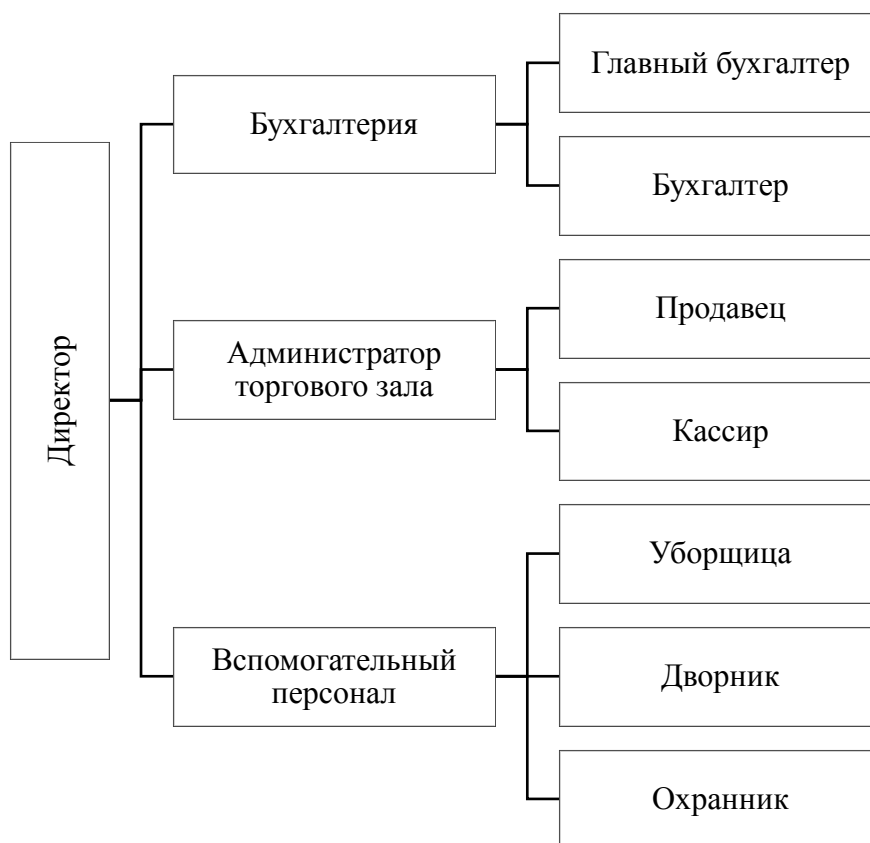 Директор
Бухгалтерия
Главный бухгалтер
Бухгалтер
Администратор
торгового зала
Продавец
Кассир
Вспомогательный
персонал
Уборщица
Дворник
Охранник